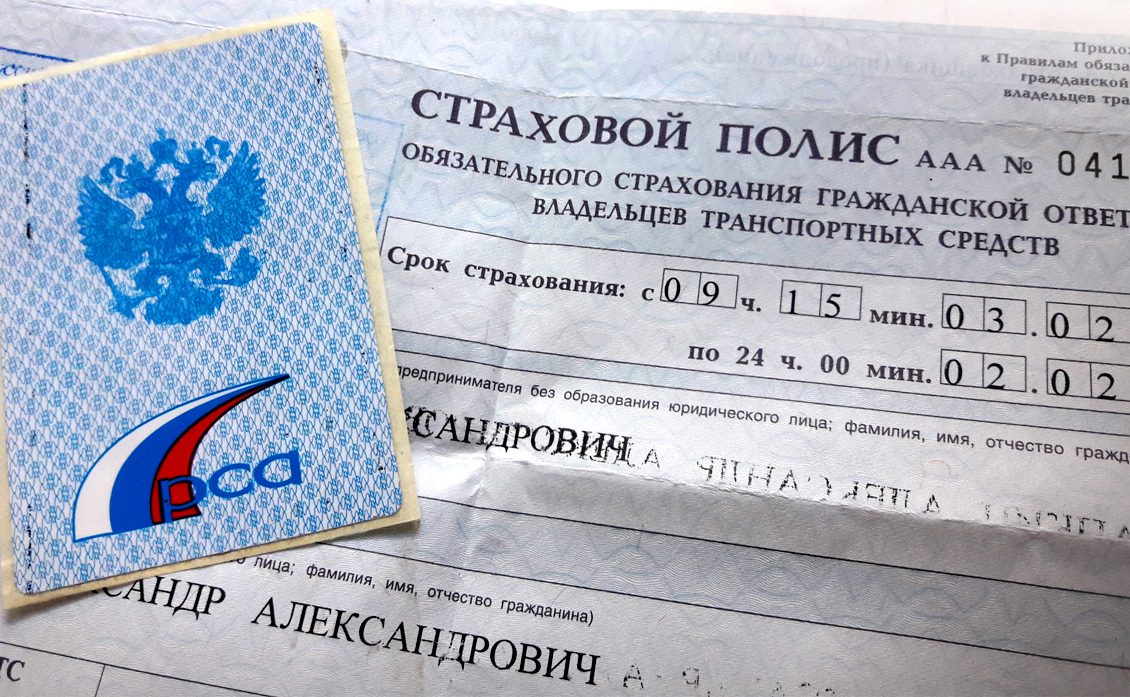 Прило
к Правилам обяза
гражданской
владельцев тра
СТРАХОВОЙ ПОЛИС ААА № 041
ОБЯЗАТЕЛЬНОГО СТРАХОВАНИЯ ГРАЖДАНСКОЙ ОТВЕТ
ВЛАДЕЛЬЦЕВ ТРАНСПОРТНЫХ СРЕДСТВ
Срок страхования: с 09 ч. 15 мин. 03.02
по 24 ч. 00 мин. 02.02
предпринимателя без образования юридического лица; фамилия, имя, отчество гражд
САНДРОВИЧ
рса
лица; фамилия, имя, отчество гражданина)
САНДР АЛЕКСАНДРОВИЧ
ТС